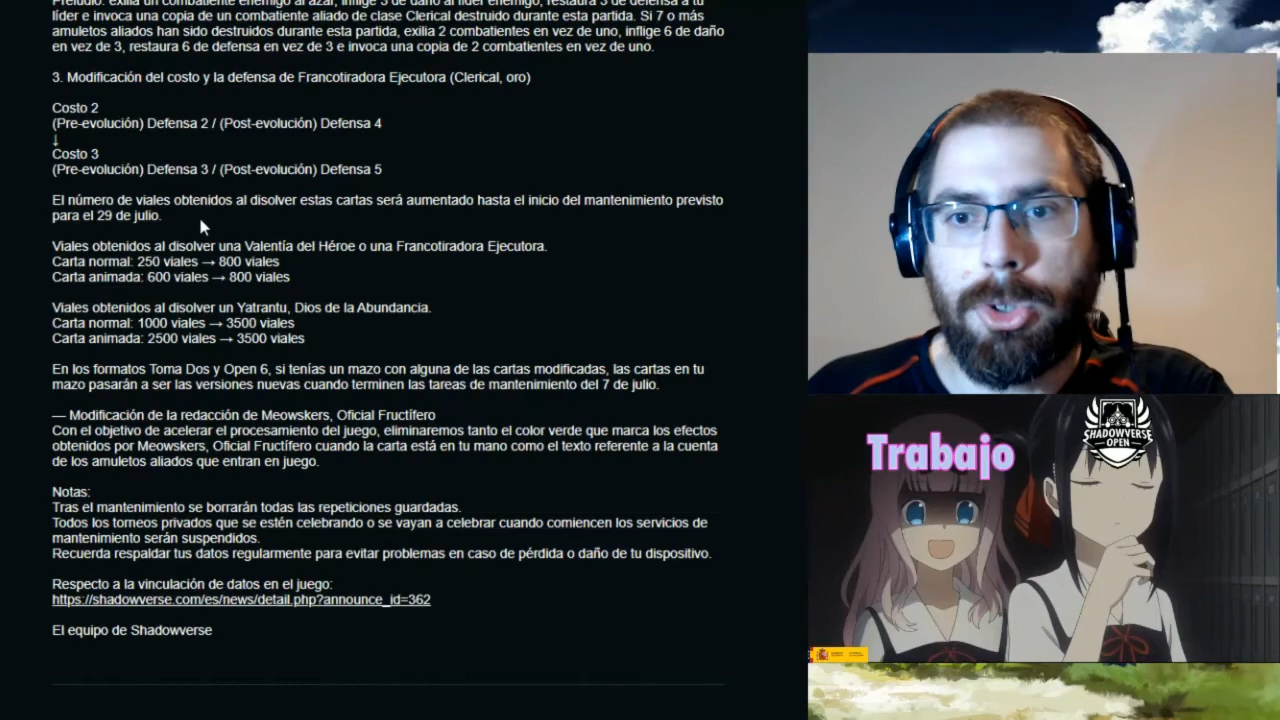 Preludio: exilia un combatiente enemigo al azar, inflige 3 de daño al líder enemigo, restaura 3 de defensa a tu
líder e invoca una copia de un combatiente aliado de clase Clerical destruido durante esta partida. Si 7 o más
amuletos aliados han sido destruidos durante esta partida, exilia 2 combatientes en vez de uno, inflige 6 de daño
en vez de 3, restaura 6 de defensa en vez de 3 e invoca una copia de 2 combatientes en vez de uno.
3. Modificación del costo y la defensa de Francotiradora Ejecutora (Clerical, oro)
Costo 2
(Pre-evolución) Defensa 2 / (Post-evolución) Defensa 4
↓
Costo 3
(Pre-evolución) Defensa 3 / (Post-evolución) Defensa 5
El número de viales obtenidos al disolver estas cartas será aumentado hasta el inicio del mantenimiento previsto
para el 29 de julio.
Viales obtenidos al disolver una Valentía del Héroe o una Francotiradora Ejecutora.
Carta normal: 250 viales → 800 viales
Carta animada: 600 viales → 800 viales
Viales obtenidos al disolver un Yatrantu, Dios de la Abundancia.
Carta normal: 1000 viales → 3500 viales
Carta animada: 2500 viales → 3500 viales
En los formatos Toma Dos y Open 6, si tenías un mazo con alguna de las cartas modificadas, las cartas en tu
mazo pasarán a ser las versiones nuevas cuando terminen las tareas de mantenimiento del 7 de julio.
— Modificación de la redacción de Meowskers, Oficial Fructífero
Con el objetivo de acelerar el procesamiento del juego, eliminaremos tanto el color verde que marca los efectos
obtenidos por Meowskers, Oficial Fructífero cuando la carta está en tu mano como el texto referente a la cuenta
de los amuletos aliados que entran en juego.
Notas:
Tras el mantenimiento se borrarán todas las repeticiones guardadas.
Todos los torneos privados que se estén celebrando o se vayan a celebrar cuando comiencen los servicios de
mantenimiento serán suspendidos.
Recuerda respaldar tus datos regularmente para evitar problemas en caso de pérdida o daño de tu dispositivo.
Respecto a la vinculación de datos en el juego:
https://shadowverse.com/es/news/detail.php?announce_id=362
El equipo de Shadowverse
Trabajo
SHADOWVERSE
OPEN